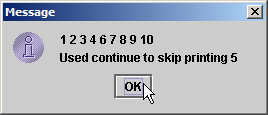 Message
1 2 3 4 6 7 8 9 10
Used continue to skip printing 5
OK